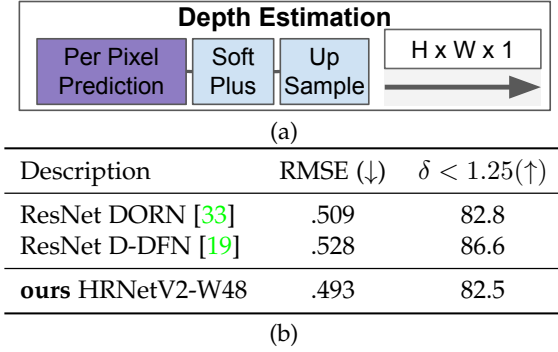 Depth Estimation
Per Pixel
Prediction
Soft
Plus
Up
Sample
H x W x 1
(a)
Description RMSE (↓) δ < 1.25(↑)
ResNet DORN [33] .509 82.8
ResNet D-DFN [19] .528 86.6
ours HRNetV2-W48 .493 82.5
(b)